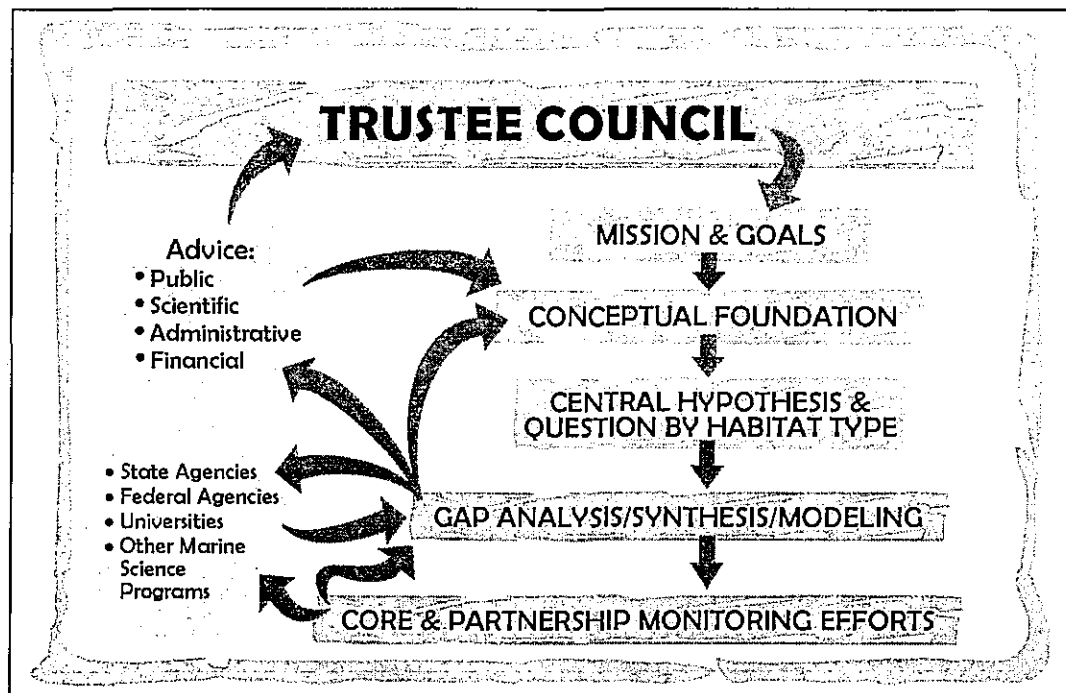 TRUSTEE COUNCIL
MISSION & GOALS
Advice:
• Public
• Scientific
• Administrative
• Financial
CONCEPTUAL FOUNDATION
CENTRAL HYPOTHESIS &
QUESTION BY HABITAT TYPE
• State Agencies
• Federal Agencies
• Universities
• Other Marine
Science
Programs
GAP ANALYSIS/SYNTHESIS/MODELING
CORE & PARTNERSHIP MONITORING EFFORTS